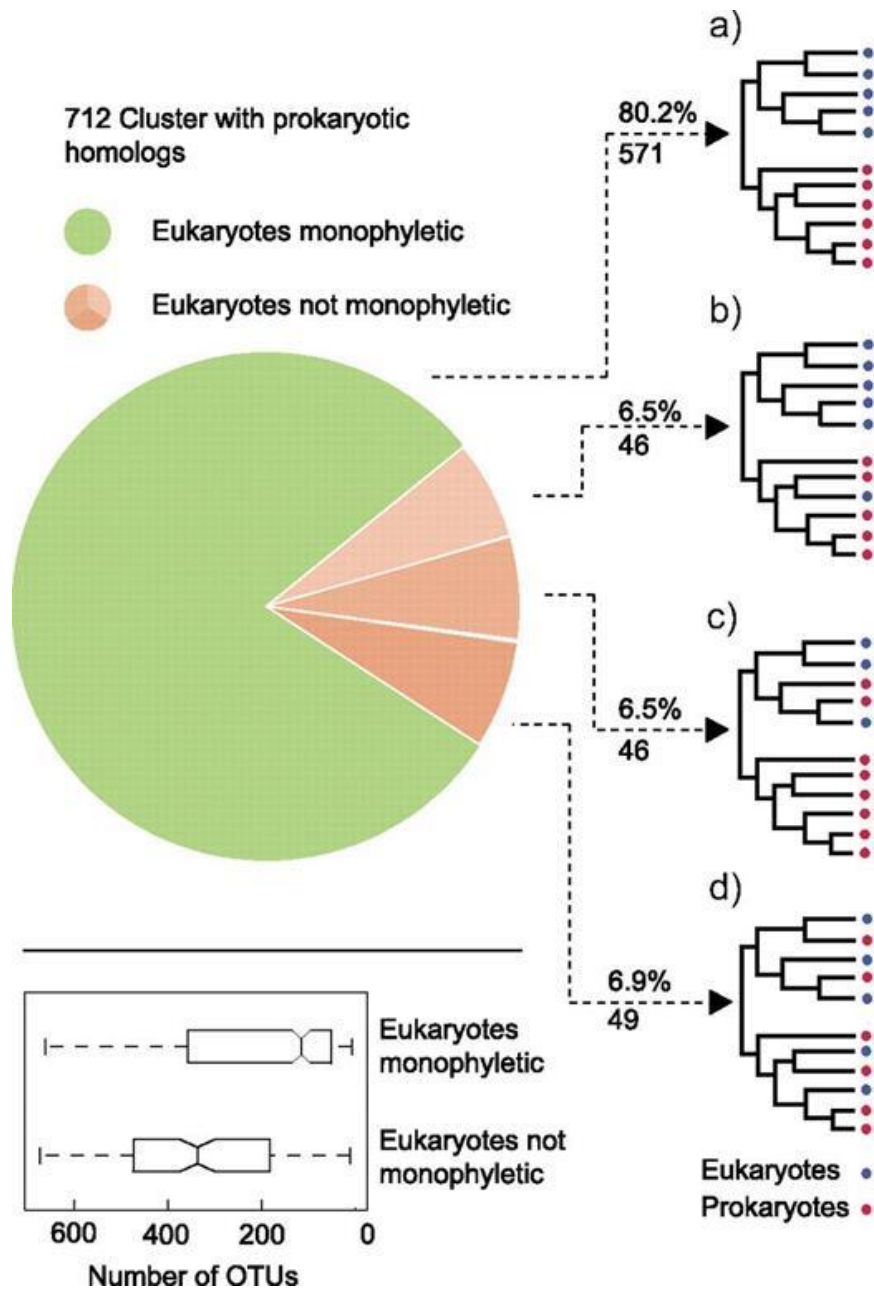 a)
712 Cluster with prokaryotic
homologs
80.2%
571
Eukaryotes monophyletic
Eukaryotes not monophyletic
b)
6.5%
46
c)
6.5%
46
d)
6.9%
49
Eukaryotes
monophyletic
Eukaryotes not
monophyletic
Eukaryotes
Prokaryotes
600 400 200 0
Number of OTUs